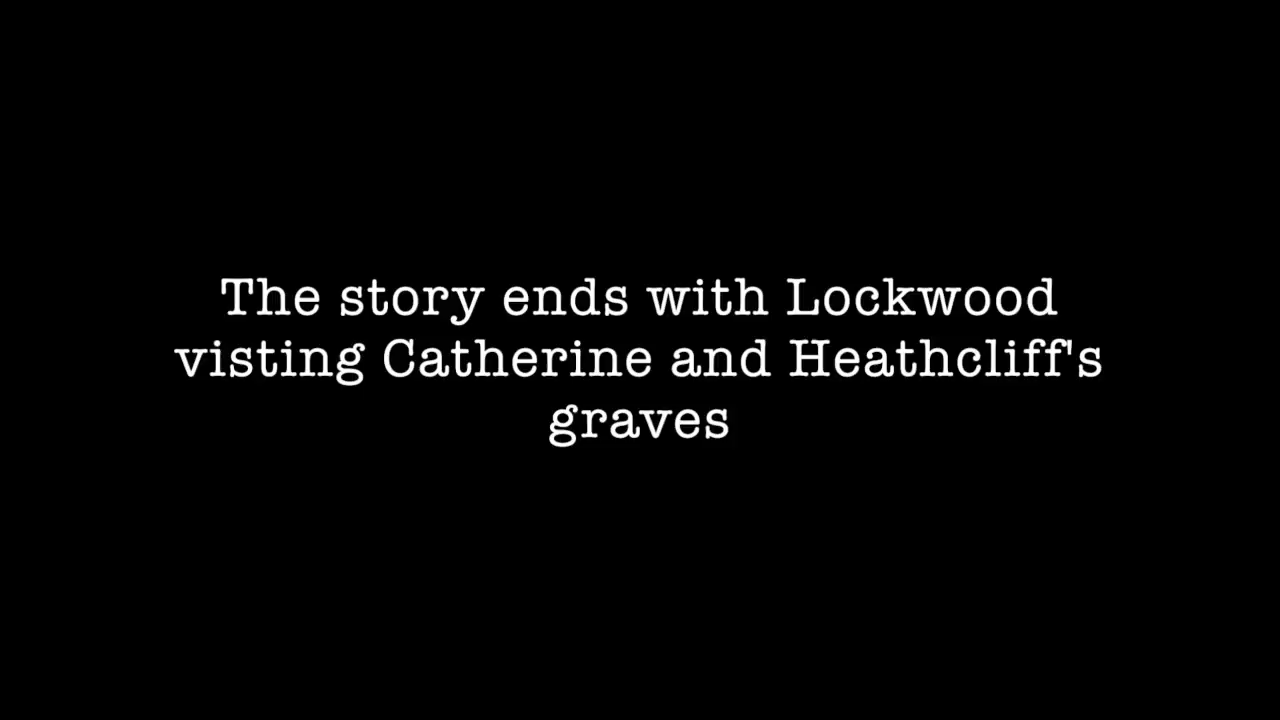 The story ends with Lockwood
visting Catherine and Heathcliff's
graves